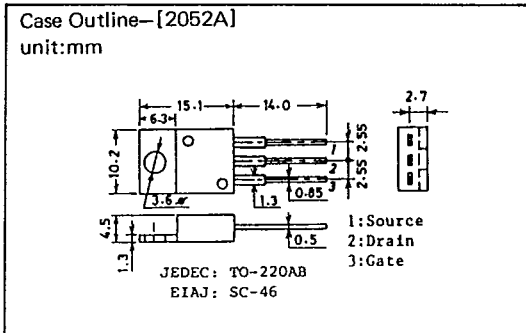 Case Outline—[2052A]
unit:mm
15.1
14.0
6.3
2.7
10.2
2.55
2.55
1
2
3
3.6ø
1.3
0.85
4.5
1.3
0.5
1:Source
2:Drain
3:Gate
JEDEC: TO-220AB
EIAJ: SC-46